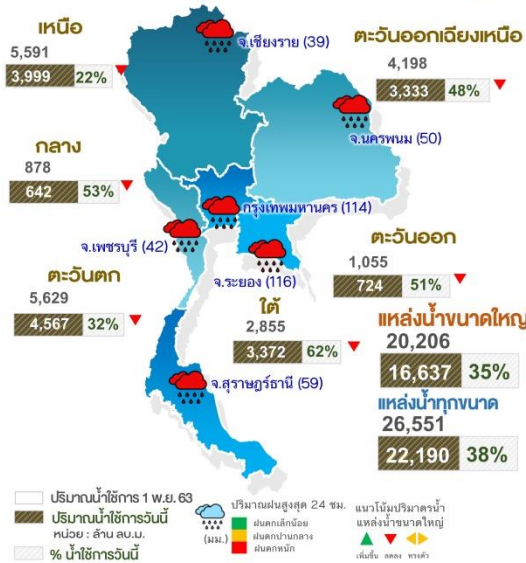 เหนือ
5,591
3,999 22%
จ.เชียงราย (39)
ตะวันออกเฉียงเหนือ
4,198
3,333 48%
จ.นครพนม (50)
กลาง
878
642 53%
กรุงเทพมหานคร (114)
จ.เพชรบุรี (42)
จ.ระยอง (116)
ตะวันออก
1,055
724 51%
ตะวันตก
5,629
4,567 32%
ใต้
2,855
3,372 62%
จ.สุราษฎร์ธานี (59)
แหล่งน้ำขนาดใหญ่
20,206
16,637 35%
แหล่งน้ำทุกขนาด
26,551
22,190 38%
ปริมาณน้ำใช้การ 1 พ.ย. 63
ปริมาณน้ำใช้การวันนี้
หน่วย : ล้าน ลบ.ม.
% น้ำใช้การวันนี้
ปริมาณฝนสูงสุด 24 ชม.
(มม.)
ฝนตกเล็กน้อย
ฝนตกปานกลาง
ฝนตกหนัก
แนวโน้มปริมาตรน้ำ
แหล่งน้ำขนาดใหญ่
เพิ่มขึ้น ลดลง ทางตัว